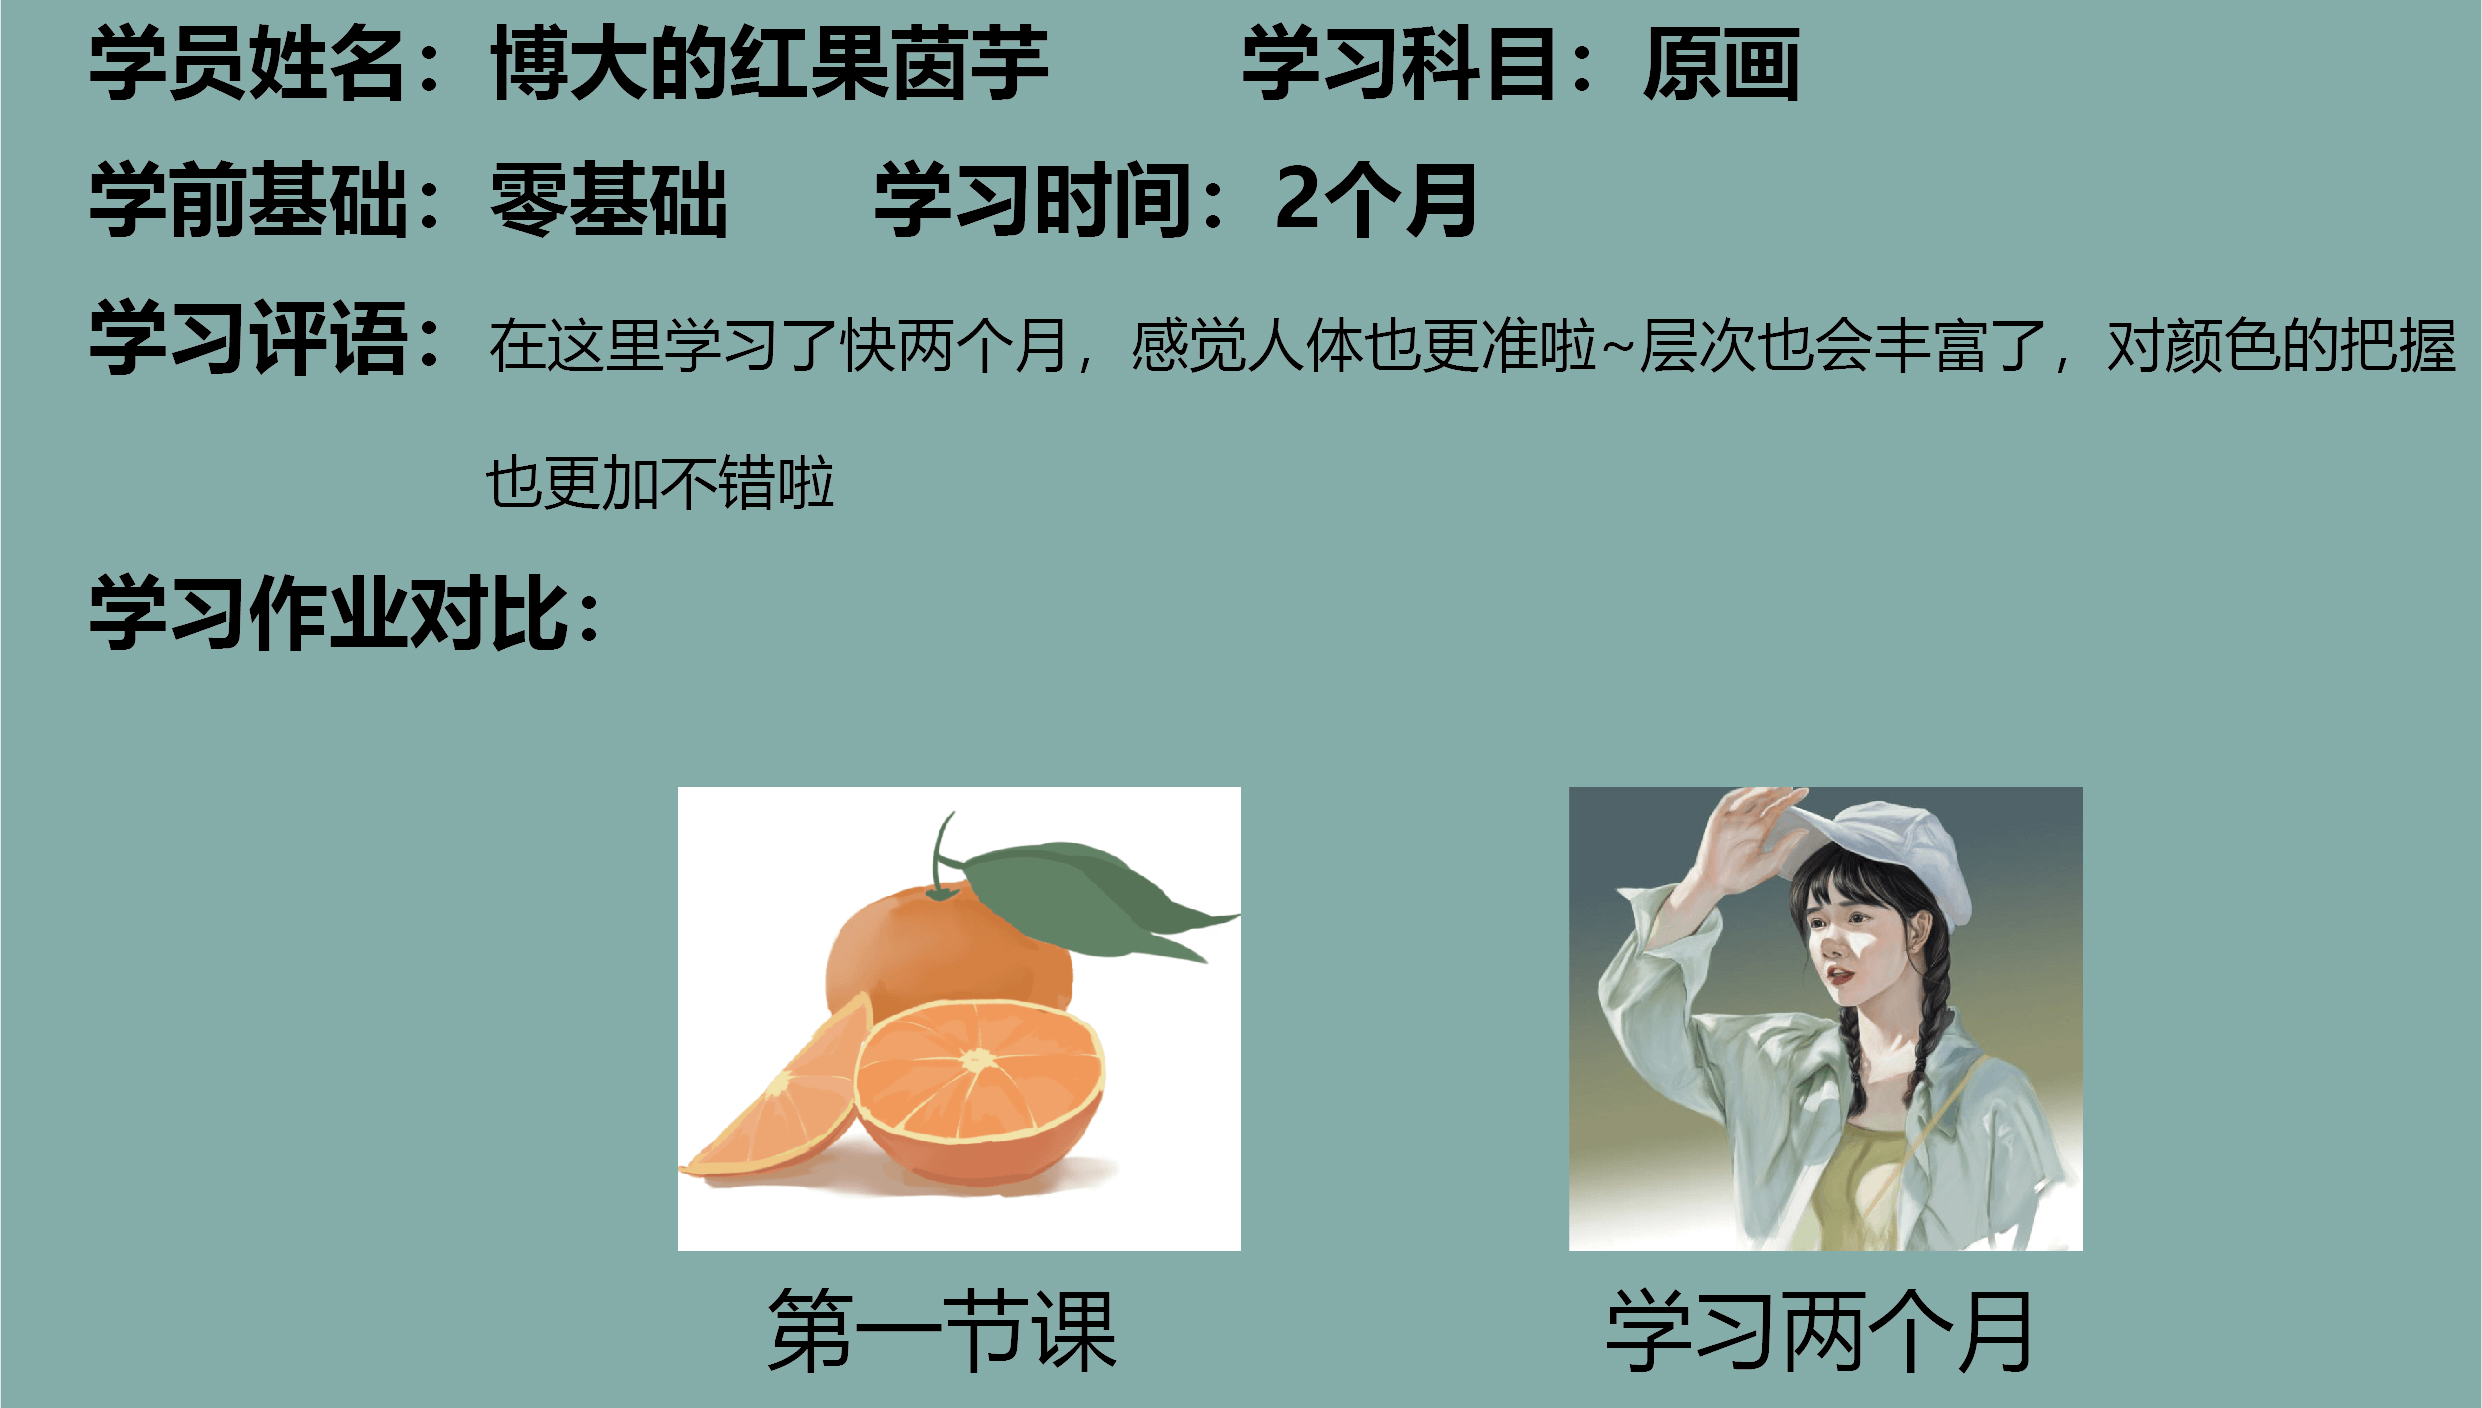 学员姓名：博大的红果茵芋 学习科目：原画
学前基础：零基础 学习时间：2个月
学习评语：在这里学习了快两个月，感觉人体也更准啦~层次也会丰富了，对颜色的把握
也更加不错啦
学习作业对比：
第一节课 学习两个月